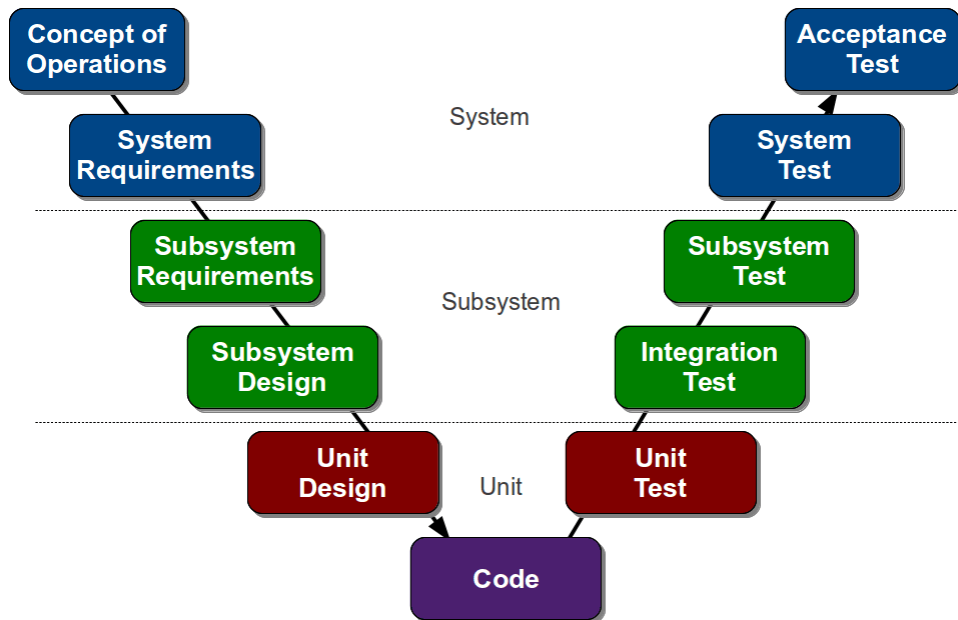 Concept of
Operations
Acceptance
Test
System
System
Requirements
System
Test
Subsystem
Requirements
Subsystem
Test
Subsystem
Subsystem
Design
Integration
Test
Unit
Design
Unit
Unit
Test
Code